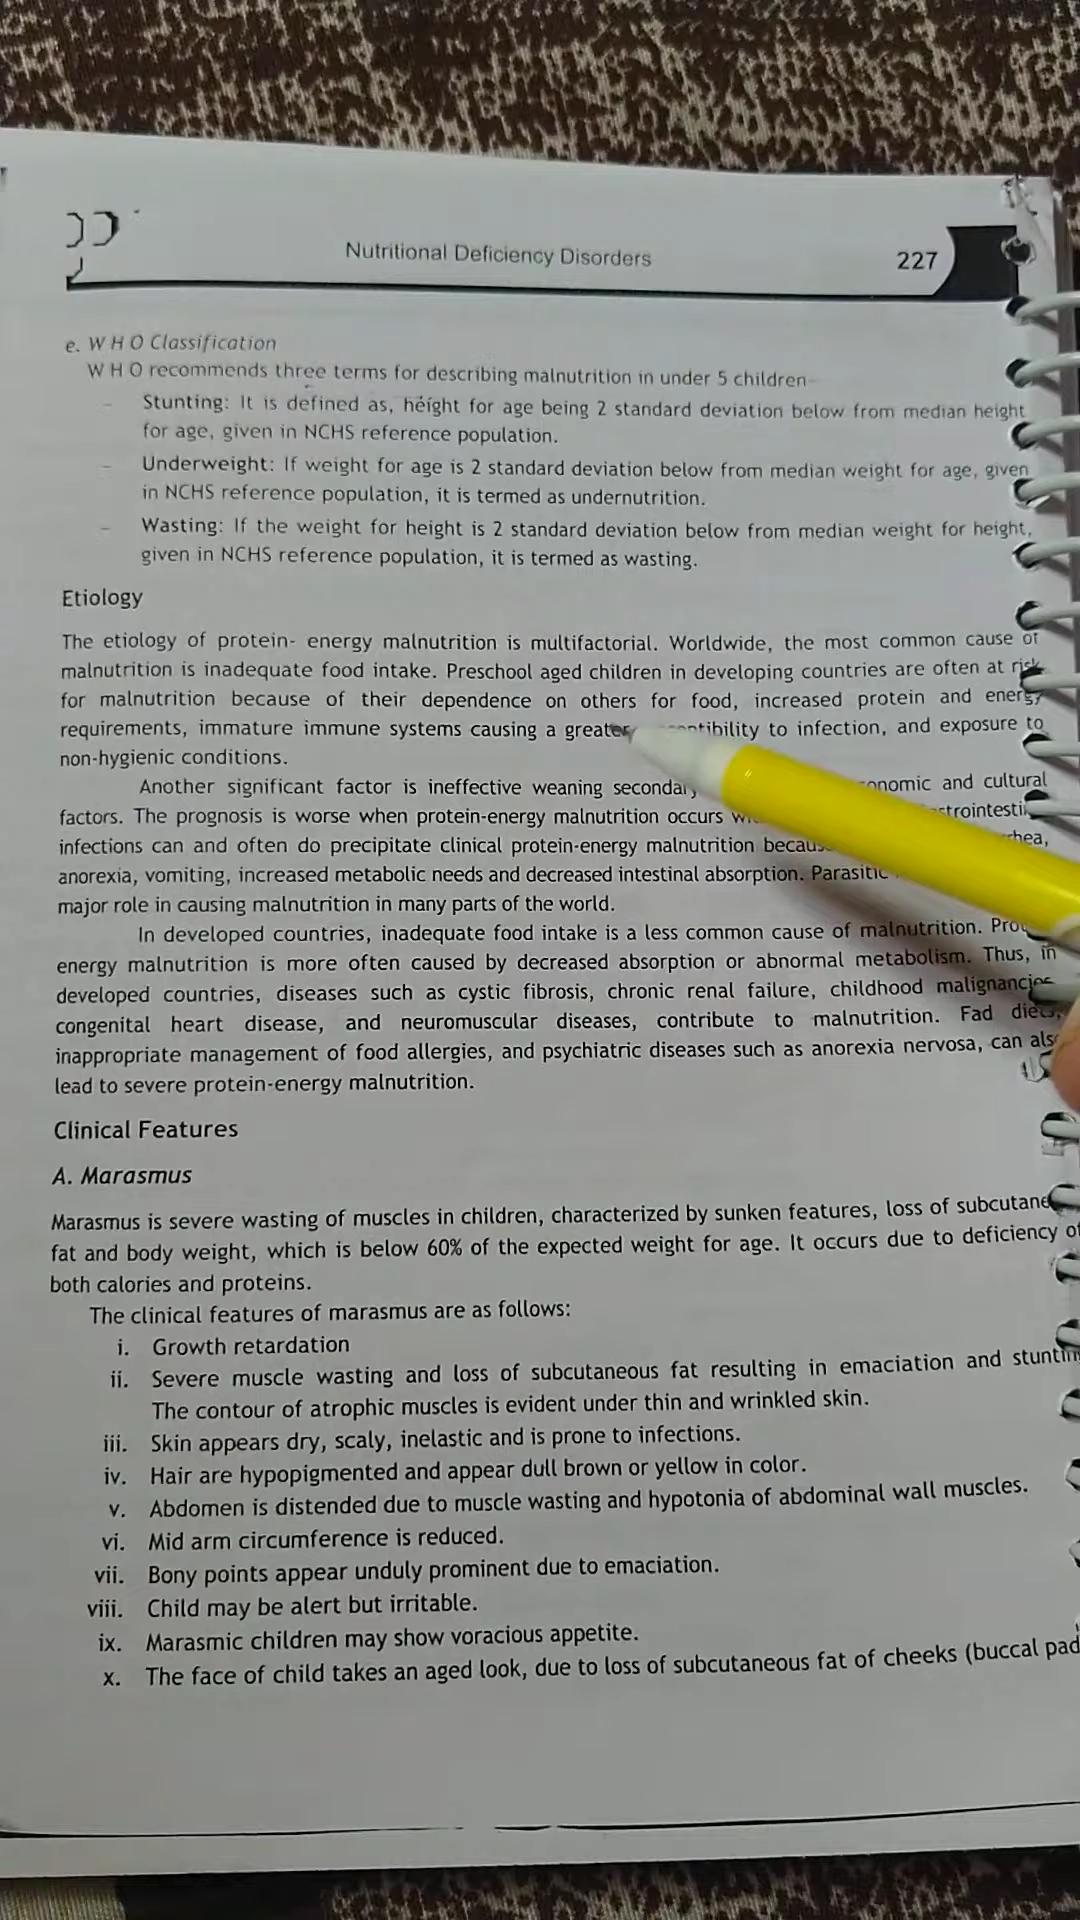 Nutritional Deficiency Disorders
227
e. W H O Classification
W H O recommends three terms for describing malnutrition in under 5 children-
- Stunting: It is defined as, height for age being 2 standard deviation below from median height
for age, given in NCHS reference population.
- Underweight: If weight for age is 2 standard deviation below from median weight for age, given
in NCHS reference population, it is termed as undernutrition.
- Wasting: If the weight for height is 2 standard deviation below from median weight for height,
given in NCHS reference population, it is termed as wasting.
Etiology
The etiology of protein- energy malnutrition is multifactorial. Worldwide, the most common cause of
malnutrition is inadequate food intake. Preschool aged children in developing countries are often at risk
for malnutrition because of their dependence on others for food, increased protein and energy
requirements, immature immune systems causing a greater to infection, and exposure to
non-hygienic conditions.
Another significant factor is ineffective weaning and cultural
factors. The prognosis is worse when protein-energy malnutrition occurs
infections can and often do precipitate clinical protein-energy malnutrition
anorexia, vomiting, increased metabolic needs and decreased intestinal absorption. Parasitic
major role in causing malnutrition in many parts of the world.
In developed countries, inadequate food intake is a less common cause of malnutrition.
energy malnutrition is more often caused by decreased absorption or abnormal metabolism. Thus, in
developed countries, diseases such as cystic fibrosis, chronic renal failure, childhood malignancies
congenital heart disease, and neuromuscular diseases, contribute to malnutrition. Fad diets,
inappropriate management of food allergies, and psychiatric diseases such as anorexia nervosa, can also
lead to severe protein-energy malnutrition.
Clinical Features
A. Marasmus
Marasmus is severe wasting of muscles in children, characterized by sunken features, loss of
fat and body weight, which is below 60% of the expected weight for age. It occurs due to deficiency of
both calories and proteins.
The clinical features of marasmus are as follows:
i. Growth retardation
ii. Severe muscle wasting and loss of subcutaneous fat resulting in emaciation and
The contour of atrophic muscles is evident under thin and wrinkled skin.
iii. Skin appears dry, scaly, inelastic and is prone to infections.
iv. Hair are hypopigmented and appear dull brown or yellow in color.
v. Abdomen is distended due to muscle wasting and hypotonia of abdominal wall muscles.
vi. Mid arm circumference is reduced.
vii. Bony points appear unduly prominent due to emaciation.
viii. Child may be alert but irritable.
ix. Marasmic children may show voracious appetite.
x. The face of child takes an aged look, due to loss of subcutaneous fat of cheeks (buccal pad